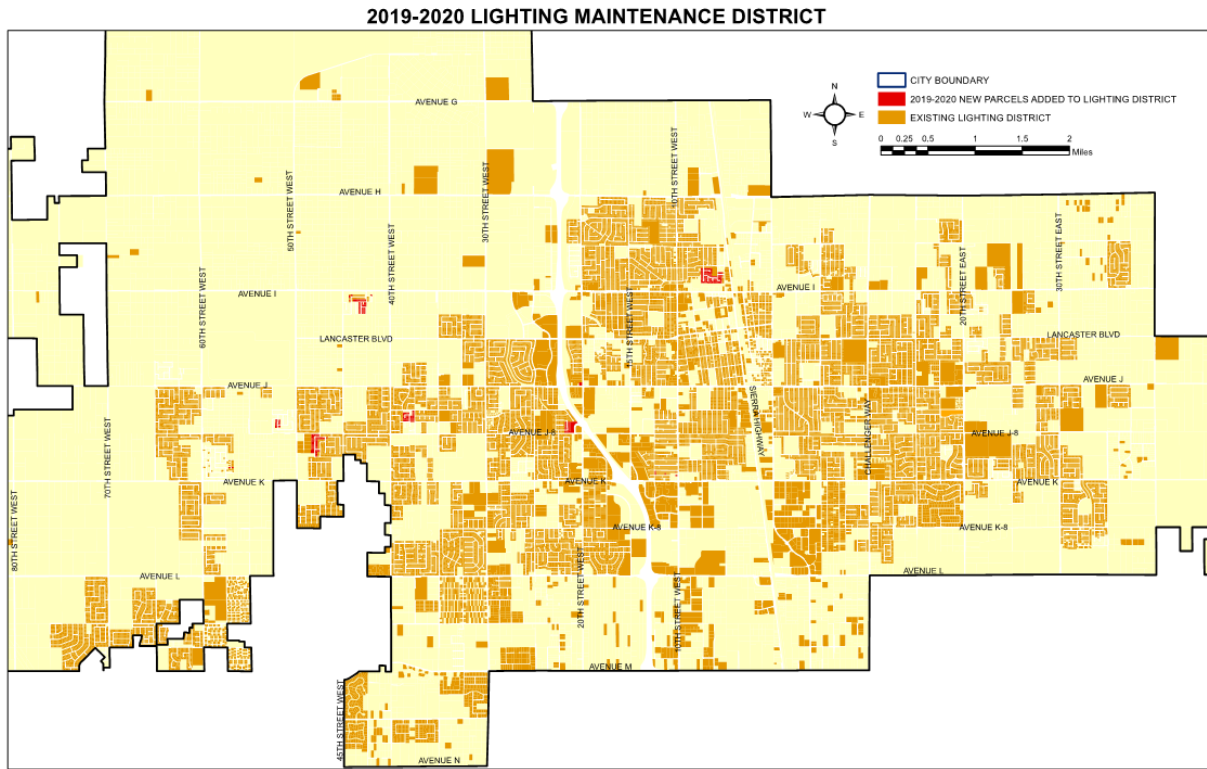 2019-2020 LIGHTING MAINTENANCE DISTRICT
N
W E
S
CITY BOUNDARY
2019-2020 NEW PARCELS ADDED TO LIGHTING DISTRICT
EXISTING LIGHTING DISTRICT
0 0.25 0.5 1 1.5 2
Miles
AVENUE G
AVENUE H
50TH STREET WEST
30TH STREET WEST
10TH STREET WEST
40TH STREET WEST
60TH STREET WEST
AVENUE I
AVENUE I
20TH STREET EAST
30TH STREET EAST
15TH STREET WEST
LANCASTER BLVD
LANCASTER BLVD
AVENUE J
AVENUE J
SIERRA HIGHWAY
CHALLENGER WAY
AVENUE J-8
AVENUE J-8
70TH STREET WEST
AVENUE K
AVENUE K
AVENUE K
80TH STREET WEST
AVENUE K-8
AVENUE K-8
AVENUE L
AVENUE L
20TH STREET WEST
10TH STREET WEST
AVENUE M
45TH STREET WEST
AVENUE N